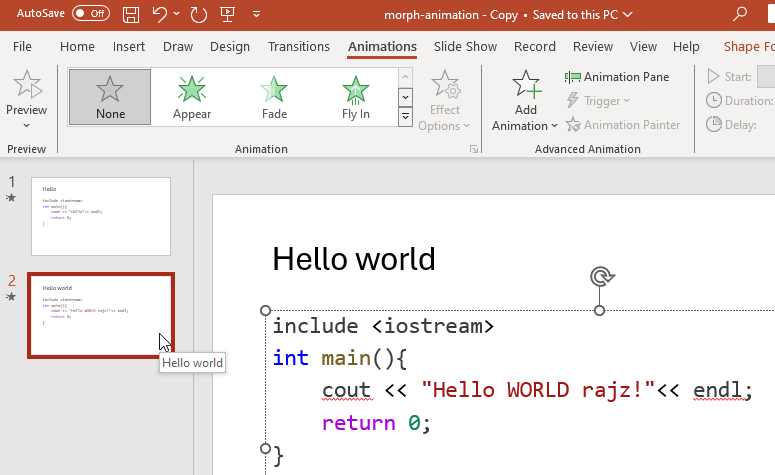 AutoSave Off morph-animation - Copy • Saved to this PC
File Home Insert Draw Design Transitions Animations Slide Show Record Review View Help Shape Fo
Preview
None
Appear
Fade
Fly In
Effect
Options
Add
Animation
Animation Pane
Trigger
Animation Painter
Start:
Duration:
Delay:
Preview
Animation
Advanced Animation
1
Hello
include <iostream>
int main(){
cout << "Hello"<< endl;
return 0;
}
2
Hello world
include <iostream>
int main(){
cout << "Hello WORLD rajz!"<< endl;
return 0;
}
Hello world
Hello world
include <iostream>
int main(){
cout << "Hello WORLD rajz!"<< endl;
return 0;
}